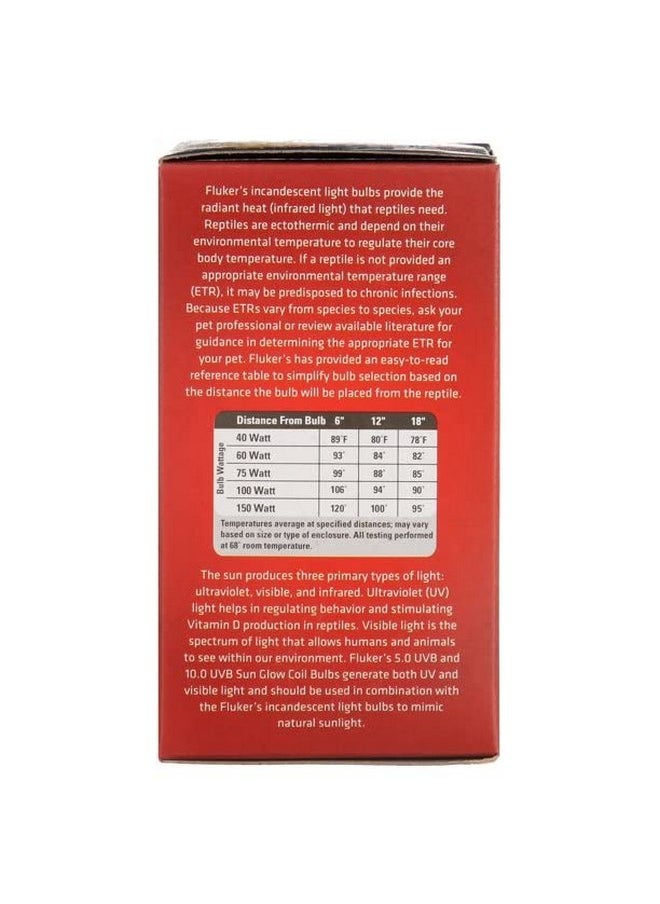 Fluker's incandescent light bulbs provide the
radiant heat (infrared light) that reptiles need.
Reptiles are ectothermic and depend on their
environmental temperature to regulate their core
body temperature. If a reptile is not provided an
appropriate environmental temperature range
(ETR), it may be predisposed to chronic infections.
Because ETRs vary from species to species, ask your
pet professional or review available literature for
guidance in determining the appropriate ETR for
your pet. Fluker's has provided an easy-to-read
reference table to simplify bulb selection based on
the distance the bulb will be placed from the reptile.
Distance From Bulb 6" 12" 18"
Bulb Wattage
40 Watt 89°F 80°F 78°F
60 Watt 93° 84° 82°
75 Watt 99° 88° 85°
100 Watt 106° 94° 90°
150 Watt 120° 100° 95°
Temperatures average at specified distances; may vary
based on size or type of enclosure. All testing performed
at 68° room temperature.
The sun produces three primary types of light:
ultraviolet, visible, and infrared. Ultraviolet (UV)
light helps in regulating behavior and stimulating
Vitamin D production in reptiles. Visible light is the
spectrum of light that allows humans and animals
to see within our environment. Fluker's 5.0 UVB and
10.0 UVB Sun Glow Coil Bulbs generate both UV and
visible light and should be used in combination with
the Fluker's incandescent light bulbs to mimic
natural sunlight.